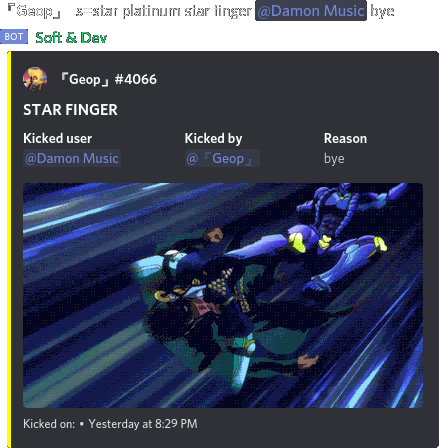 『Geop』 s=star platinum star finger @Damon Music bye
BOT Soft & Dev
『Geop』#4066
STAR FINGER
Kicked user Kicked by Reason
@Damon Music @『Geop』 bye
Kicked on: • Yesterday at 8:29 PM